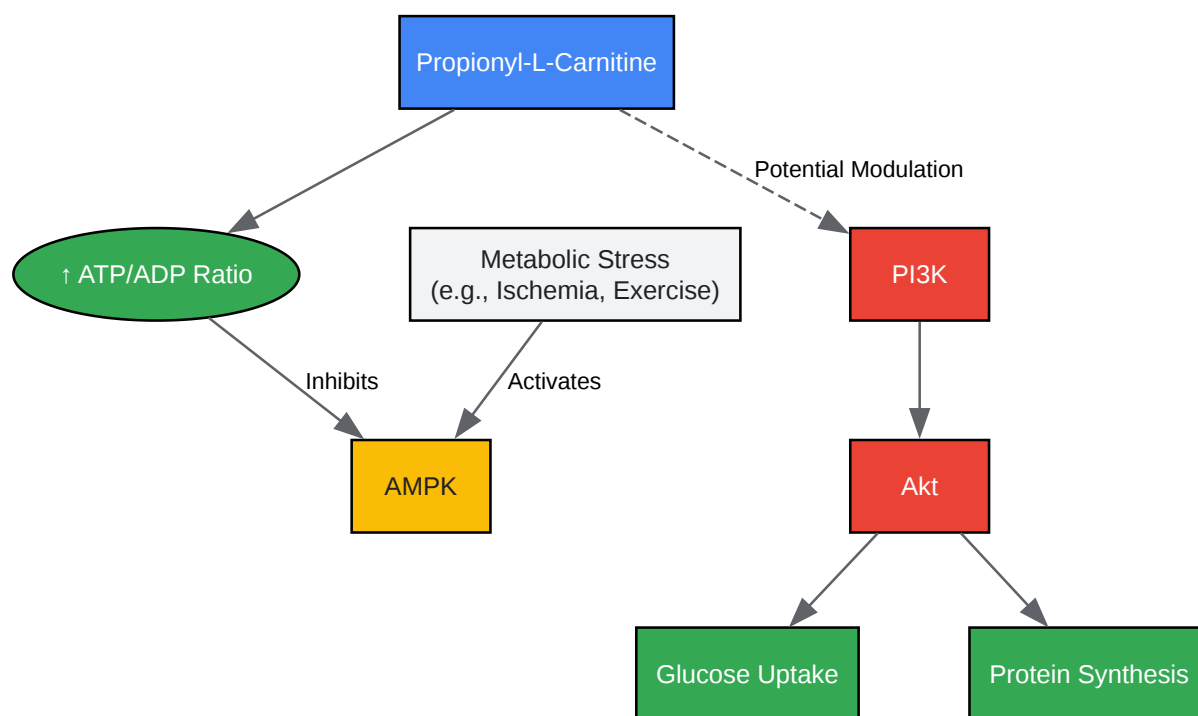 Propionyl-L-Carnitine
Potential Modulation
↑ ATP/ADP Ratio
Metabolic Stress
(e.g., Ischemia, Exercise)
PI3K
Inhibits
Activates
AMPK
Akt
Glucose Uptake
Protein Synthesis